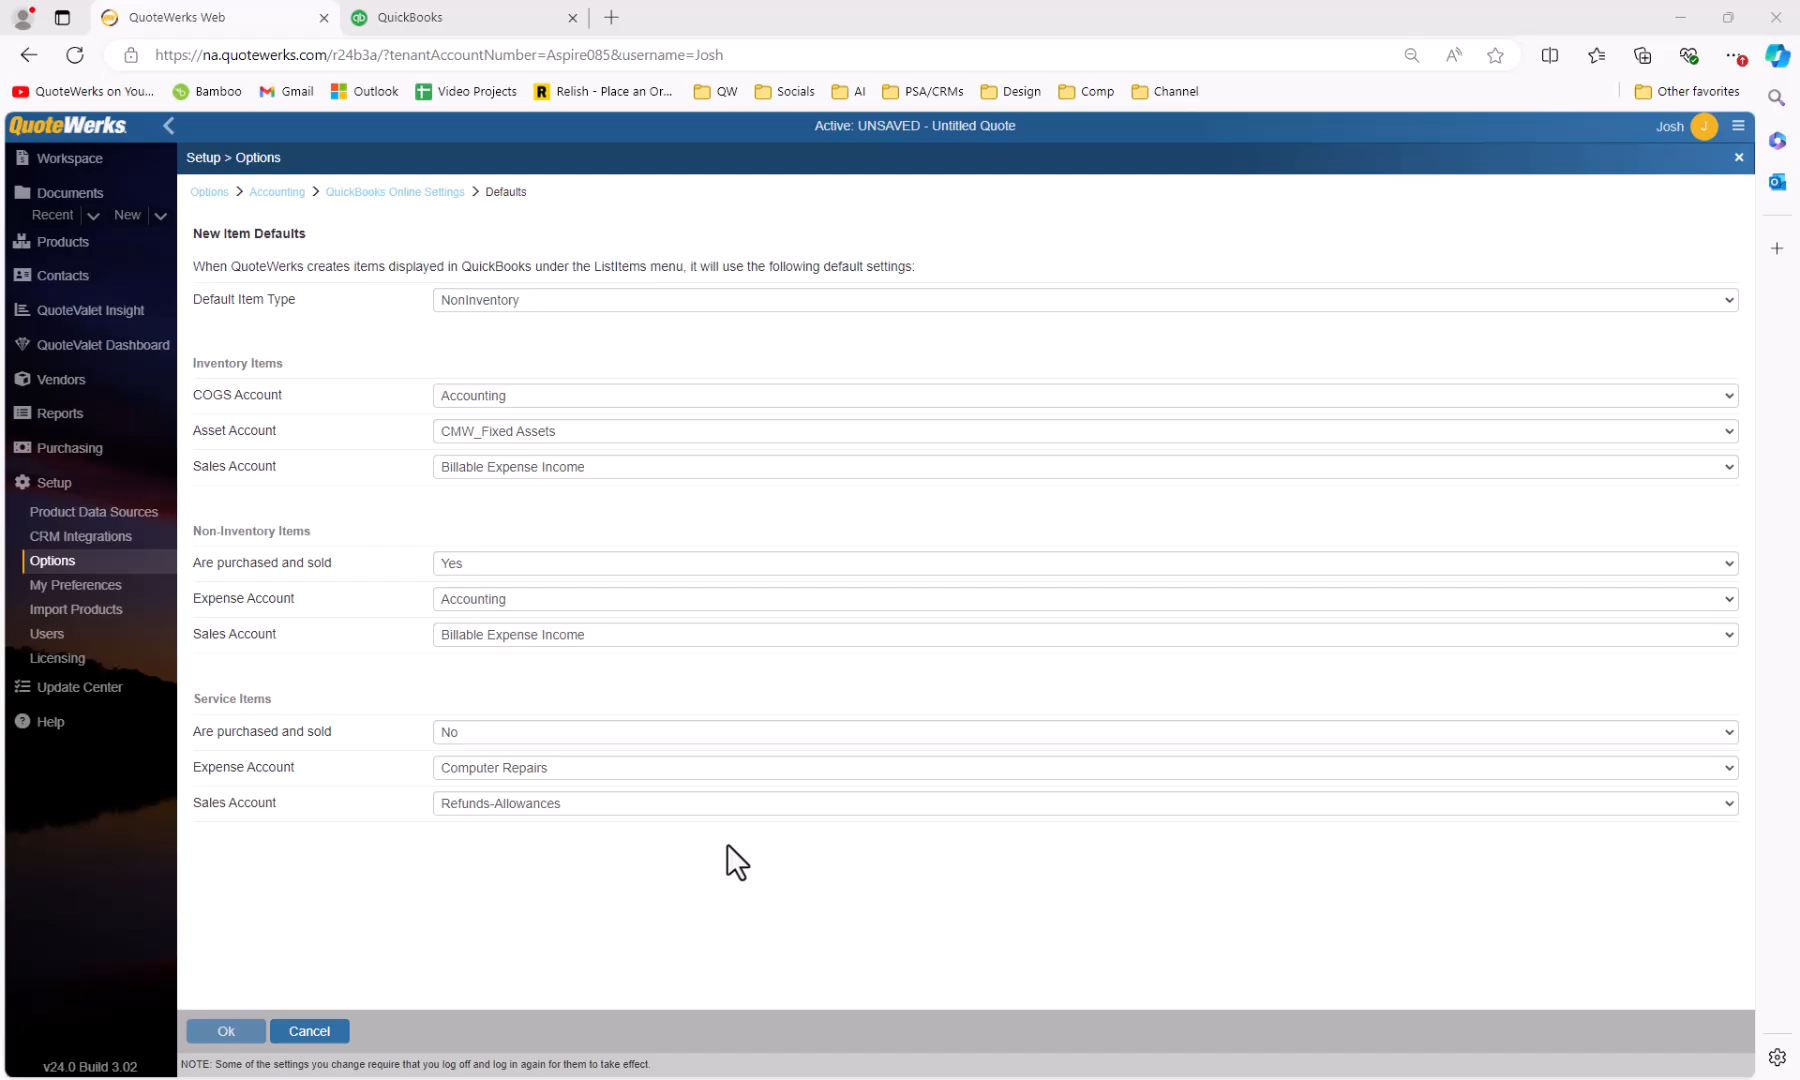 QuoteWerks Web
QuickBooks
https://na.quotewerks.com/r24b3a/?tenantAccountNumber=Aspire085&username=Josh
QuoteWerks on You...
Bamboo
Gmail
Outlook
Video Projects
Relish - Place an Or...
QW
Socials
AI
PSA/CRMs
Design
Comp
Channel
Other favorites
QuoteWerks.
Active: UNSAVED - Untitled Quote
Josh
J
Workspace
Documents
Recent
New
Products
Contacts
QuoteValet Insight
QuoteValet Dashboard
Vendors
Reports
Purchasing
Setup
Product Data Sources
CRM Integrations
Options
My Preferences
Import Products
Users
Licensing
Update Center
Help
v24.0 Build 3.02
Setup > Options
Options > Accounting > QuickBooks Online Settings > Defaults
New Item Defaults
When QuoteWerks creates items displayed in QuickBooks under the ListItems menu, it will use the following default settings:
Default Item Type NonInventory
Inventory Items
COGS Account Accounting
Asset Account CMW_Fixed Assets
Sales Account Billable Expense Income
Non-Inventory Items
Are purchased and sold Yes
Expense Account Accounting
Sales Account Billable Expense Income
Service Items
Are purchased and sold No
Expense Account Computer Repairs
Sales Account Refunds-Allowances
Ok
Cancel
NOTE: Some of the settings you change require that you log off and log in again for them to take effect.